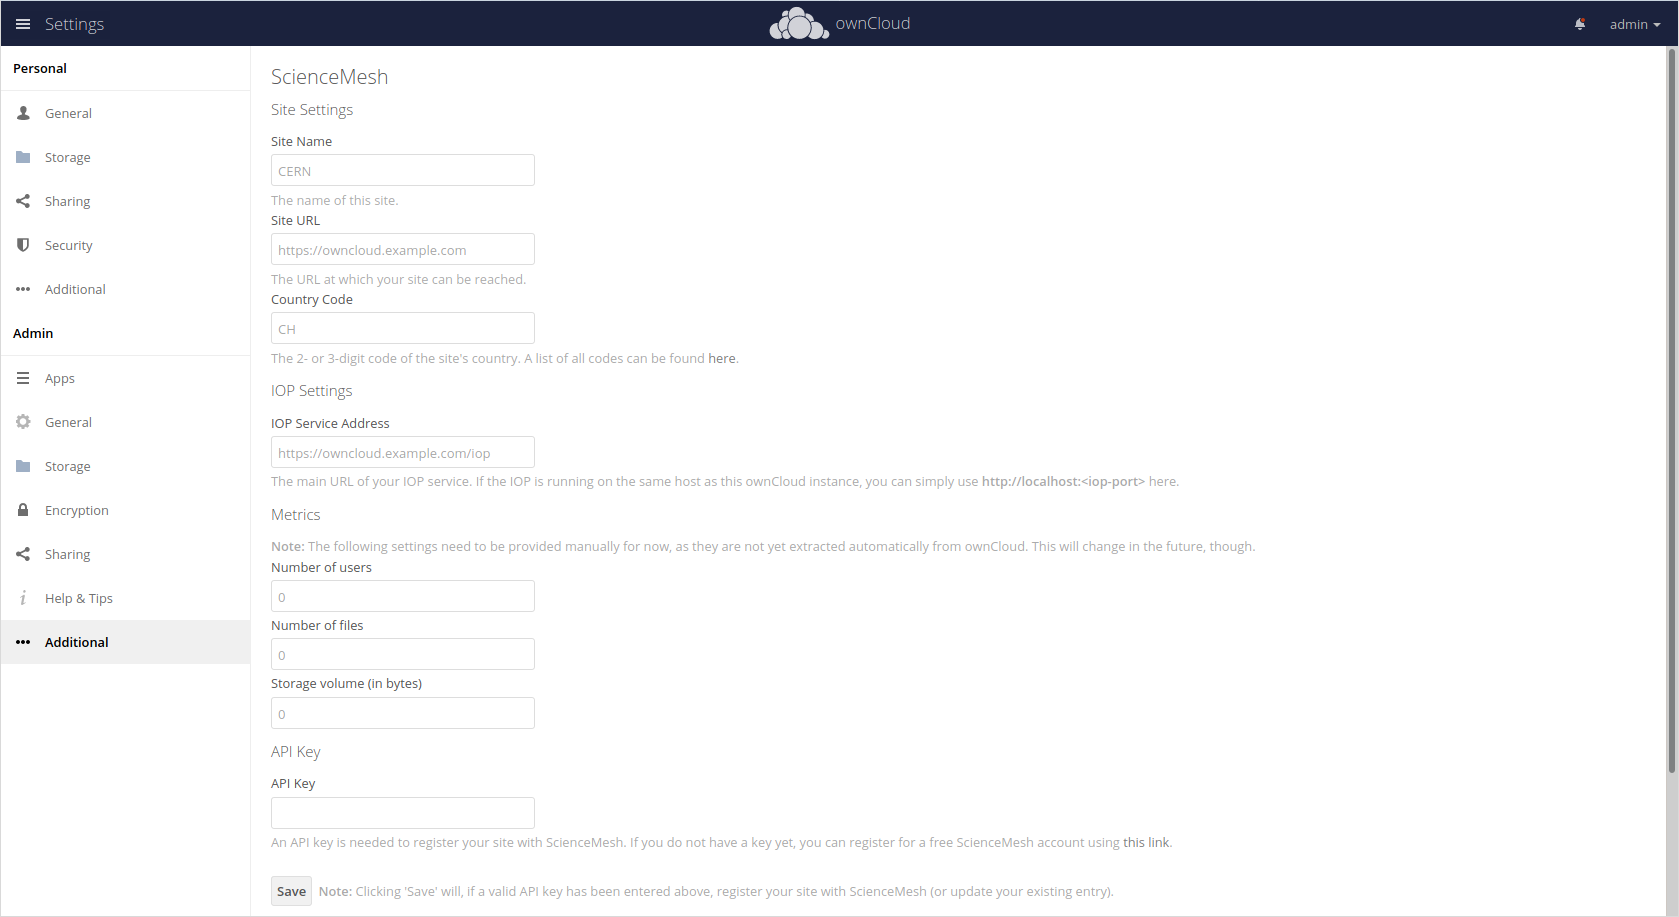 Settings
ownCloud
admin
Personal
General
Storage
Sharing
Security
Additional
Admin
Apps
General
Storage
Encryption
Sharing
Help & Tips
Additional
ScienceMesh
Site Settings
Site Name
CERN
The name of this site.
Site URL
https://owncloud.example.com
The URL at which your site can be reached.
Country Code
CH
The 2- or 3-digit code of the site's country. A list of all codes can be found here.
IOP Settings
IOP Service Address
https://owncloud.example.com/iop
The main URL of your IOP service. If the IOP is running on the same host as this ownCloud instance, you can simply use http://localhost:<iop-port> here.
Metrics
Note: The following settings need to be provided manually for now, as they are not yet extracted automatically from ownCloud. This will change in the future, though.
Number of users
0
Number of files
0
Storage volume (in bytes)
0
API Key
API Key
An API key is needed to register your site with ScienceMesh. If you do not have a key yet, you can register for a free ScienceMesh account using this link.
Save Note: Clicking 'Save' will, if a valid API key has been entered above, register your site with ScienceMesh (or update your existing entry).